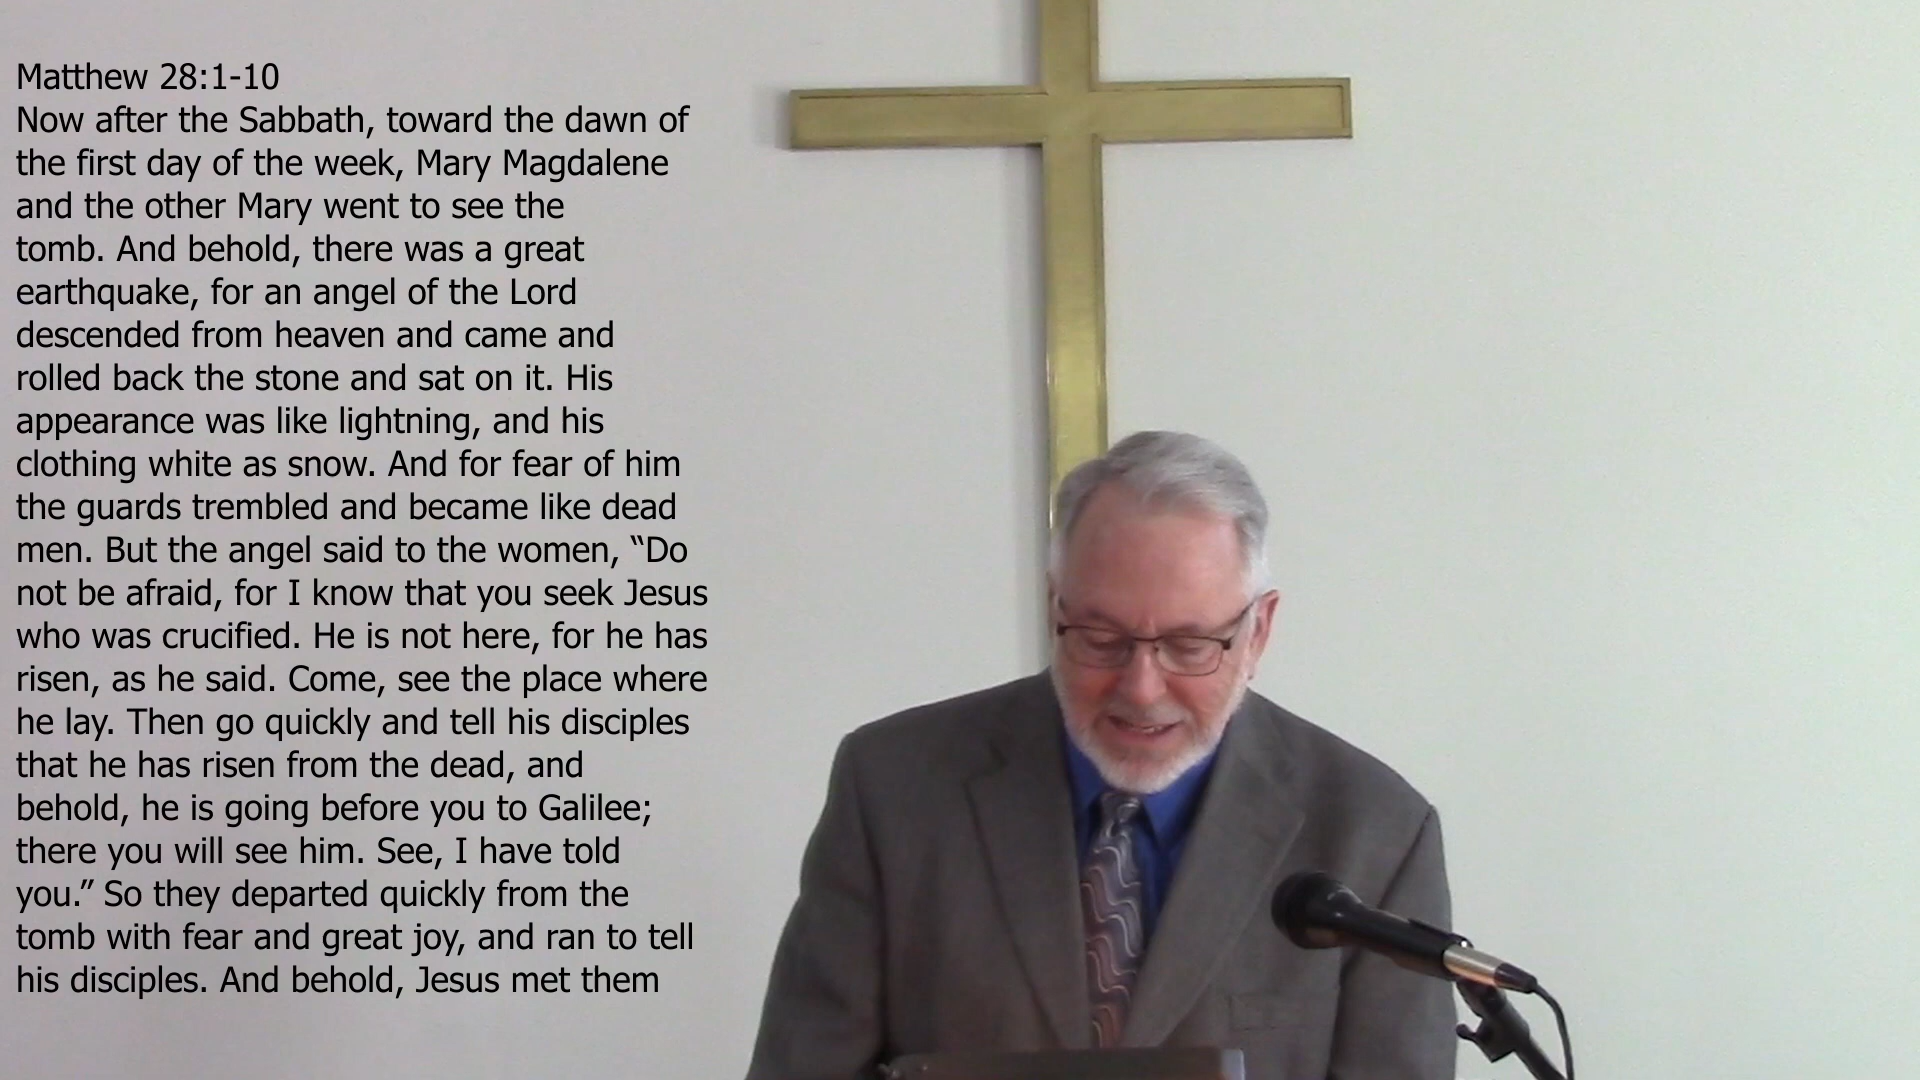 Matthew 28:1-10
Now after the Sabbath, toward the dawn of
the first day of the week, Mary Magdalene
and the other Mary went to see the
tomb. And behold, there was a great
earthquake, for an angel of the Lord
descended from heaven and came and
rolled back the stone and sat on it. His
appearance was like lightning, and his
clothing white as snow. And for fear of him
the guards trembled and became like dead
men. But the angel said to the women, “Do
not be afraid, for I know that you seek Jesus
who was crucified. He is not here, for he has
risen, as he said. Come, see the place where
he lay. Then go quickly and tell his disciples
that he has risen from the dead, and
behold, he is going before you to Galilee;
there you will see him. See, I have told
you.” So they departed quickly from the
tomb with fear and great joy, and ran to tell
his disciples. And behold, Jesus met them